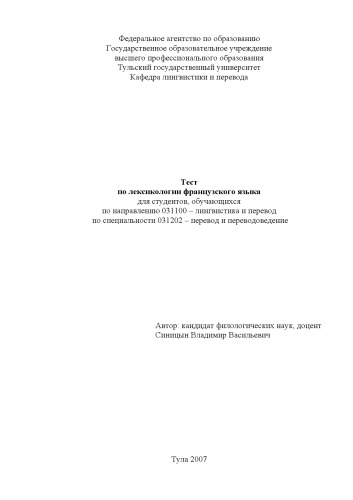 Федеральное агентство по образованию
Государственное образовательное учреждение
высшего профессионального образования
Тульский государственный университет
Кафедра лингвистики и перевода
Тест
по лексикологии французского языка
для студентов, обучающихся
по направлению 031100 – лингвистика и перевод
по специальности 031202 – перевод и переводоведение
Автор: кандидат филологических наук, доцент
Синицын Владимир Васильевич
Тула 2007